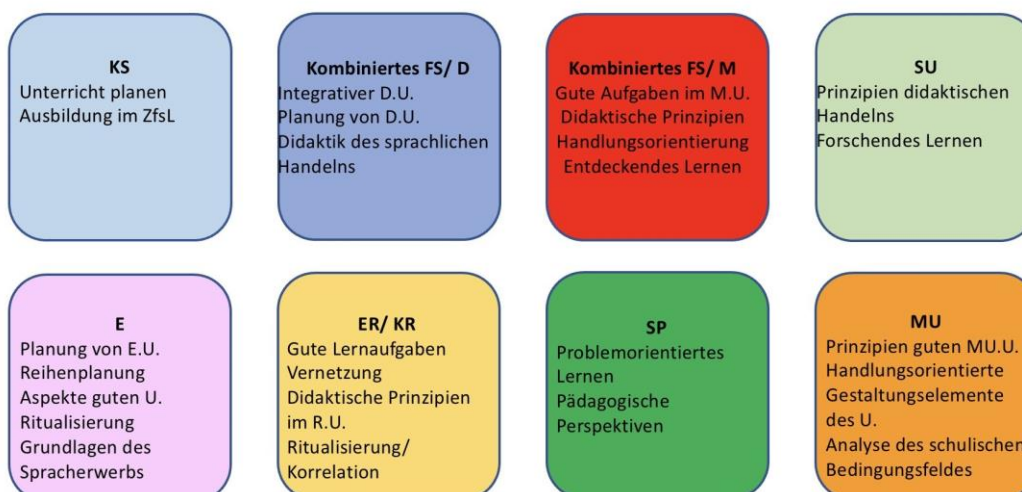 KS
Unterricht planen
Ausbildung im ZfsL
Kombiniertes FS/ D
Integrativer D.U.
Planung von D.U.
Didaktik des sprachlichen
Handelns
Kombiniertes FS/ M
Gute Aufgaben im M.U.
Didaktische Prinzipien
Handlungsorientierung
Entdeckendes Lernen
SU
Prinzipien didaktischen
Handelns
Forschendes Lernen
E
Planung von E.U.
Reihenplanung
Aspekte guten U.
Ritualisierung
Grundlagen des
Spracherwerbs
ER/ KR
Gute Lernaufgaben
Vernetzung
Didaktische Prinzipien
im R.U.
Ritualisierung/
Korrelation
SP
Problemorientiertes
Lernen
Pädagogische
Perspektiven
MU
Prinzipien guten MU.U.
Handlungsorientierte
Gestaltungselemente
des U.
Analyse des schulischen
Bedingungsfeldes